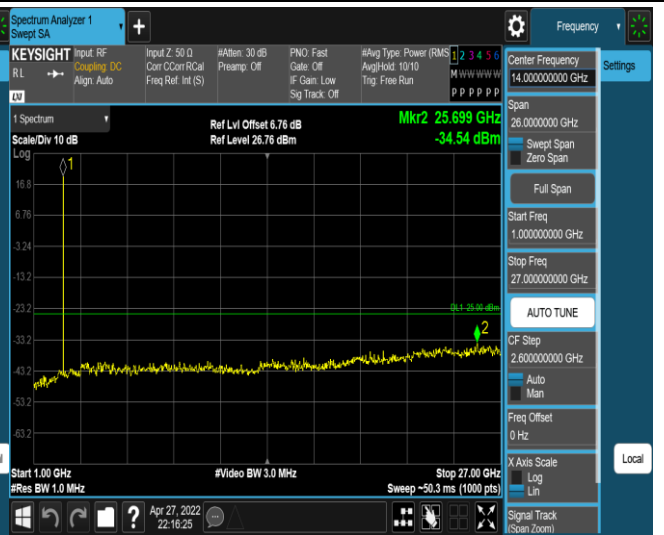 Spectrum Analyzer 1
Swept SA
Frequency
KEYSIGHT Input: RF Input Z: 50 Ω #Atten: 30 dB PNO: Fast #Avg Type: Power (RMS 1 2 3 4 5 6
RL Coupling: DC Corr CCorr RCal Preamp: Off Gate: Off Avg|Hold: 10/10 M W W W W W
Align: Auto Freq Ref: Int (S) IF Gain: Low Trig: Free Run
Sig Track: Off P P P P P P
LXI
1 Spectrum
Scale/Div 10 dB
Ref Lvl Offset 6.76 dB
Ref Level 26.76 dBm
Mkr2 25.699 GHz
-34.54 dBm
Log
1
16.8
6.76
-3.24
-13.2
-23.2
DL1 -25.00 dBm
2
-33.2
-43.2
-53.2
-63.2
Start 1.00 GHz #Video BW 3.0 MHz Stop 27.00 GHz
#Res BW 1.0 MHz Sweep ~50.3 ms (1000 pts)
Center Frequency
14.000000000 GHz
Span
26.0000000 GHz
Swept Span
Zero Span
Full Span
Start Freq
1.000000000 GHz
Stop Freq
27.000000000 GHz
AUTO TUNE
CF Step
2.600000000 GHz
Auto
Man
Freq Offset
0 Hz
X Axis Scale
Log
Lin
Signal Track
(Span Zoom)
Settings
Local
?
Apr 27, 2022
22:16:25